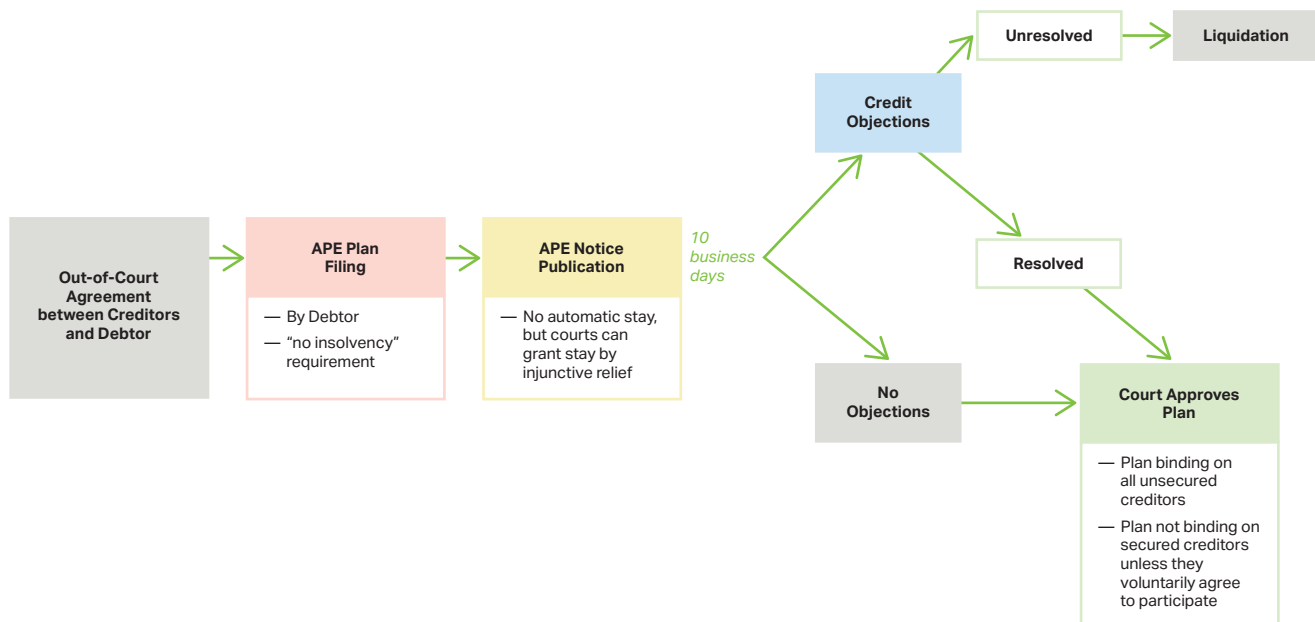 Out-of-Court
Agreement
between Creditors
and Debtor
APE Plan
Filing
— By Debtor
— “no insolvency”
requirement
APE Notice
Publication
— No automatic stay,
but courts can
grant stay by
injunctive relief
10
business
days
Credit
Objections
Unresolved
Liquidation
Resolved
No
Objections
Court Approves
Plan
— Plan binding on
all unsecured
creditors
— Plan not binding on
secured creditors
unless they
voluntarily agree
to participate